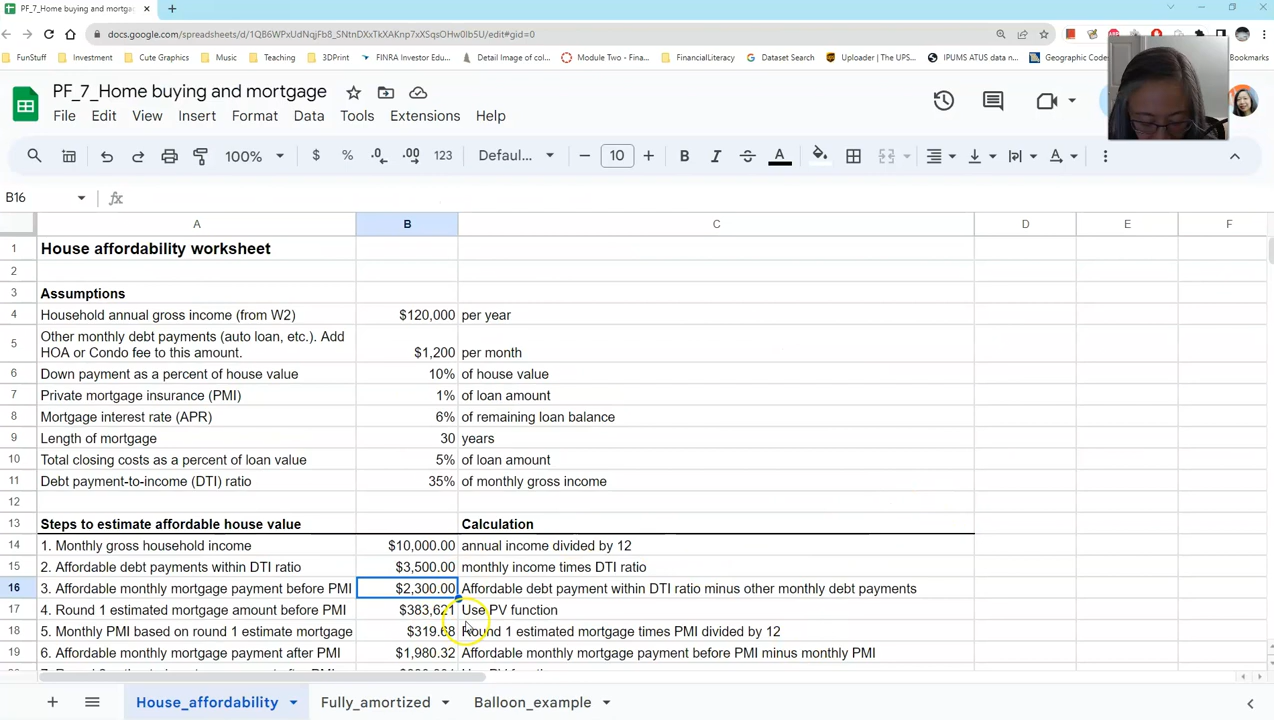 PF_7_Home buying and mortgag
docs.google.com/spreadsheets/d/1QB6WPxUdNqjFb8_SNtnDXxTkXAKnp7xXSqsOHw0lb5U/edit#gid=0
FunStuff Investment Cute Graphics Music Teaching 3DPrint FINRA Investor Edu... Detail Image of col... Module Two - Fina... FinancialLiteracy Dataset Search Uploader | The UPS... IPUMS ATUS data n... Geographic Bookmarks
PF_7_Home buying and mortgage
File Edit View Insert Format Data Tools Extensions Help
100% $ % .0 .00 123 Defaul... 10 B I A A
B16 fx
A B C D E F
1 House affordability worksheet
2
3 Assumptions
4 Household annual gross income (from W2) $120,000 per year
5 Other monthly debt payments (auto loan, etc.). Add
HOA or Condo fee to this amount. $1,200 per month
6 Down payment as a percent of house value 10% of house value
7 Private mortgage insurance (PMI) 1% of loan amount
8 Mortgage interest rate (APR) 6% of remaining loan balance
9 Length of mortgage 30 years
10 Total closing costs as a percent of loan value 5% of loan amount
11 Debt payment-to-income (DTI) ratio 35% of monthly gross income
12
13 Steps to estimate affordable house value Calculation
14 1. Monthly gross household income $10,000.00 annual income divided by 12
15 2. Affordable debt payments within DTI ratio $3,500.00 monthly income times DTI ratio
16 3. Affordable monthly mortgage payment before PMI $2,300.00 Affordable debt payment within DTI ratio minus other monthly debt payments
17 4. Round 1 estimated mortgage amount before PMI $383,621 Use PV function
18 5. Monthly PMI based on round 1 estimate mortgage $319.68 Round 1 estimated mortgage times PMI divided by 12
19 6. Affordable monthly mortgage payment after PMI $1,980.32 Affordable monthly mortgage payment before PMI minus monthly PMI
House_affordability Fully_amortized Balloon_example